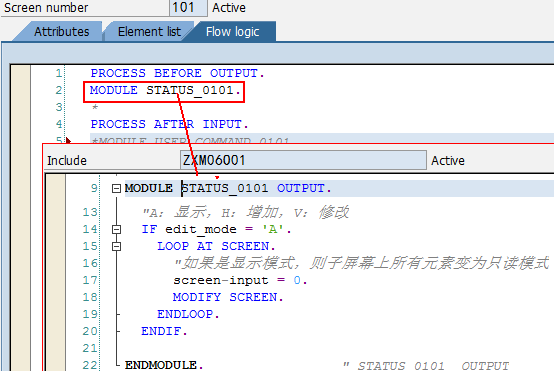 Screen number 101 Active
Attributes Element list Flow logic
1 PROCESS BEFORE OUTPUT.
2 MODULE STATUS_0101.
3 *
4 PROCESS AFTER INPUT.
5 *MODULE USER_COMMAND_0101
Include ZXM06001 Active
9 MODULE STATUS_0101 OUTPUT.
13 "A：显示，H：增加，V：修改
14 IF edit_mode = 'A'.
15 LOOP AT SCREEN.
16 "如果是显示模式，则子屏幕上所有元素变为只读模式
17 screen-input = 0.
18 MODIFY SCREEN.
19 ENDLOOP.
20 ENDIF.
21
22 ENDMODULE. " STATUS_0101 OUTPUT